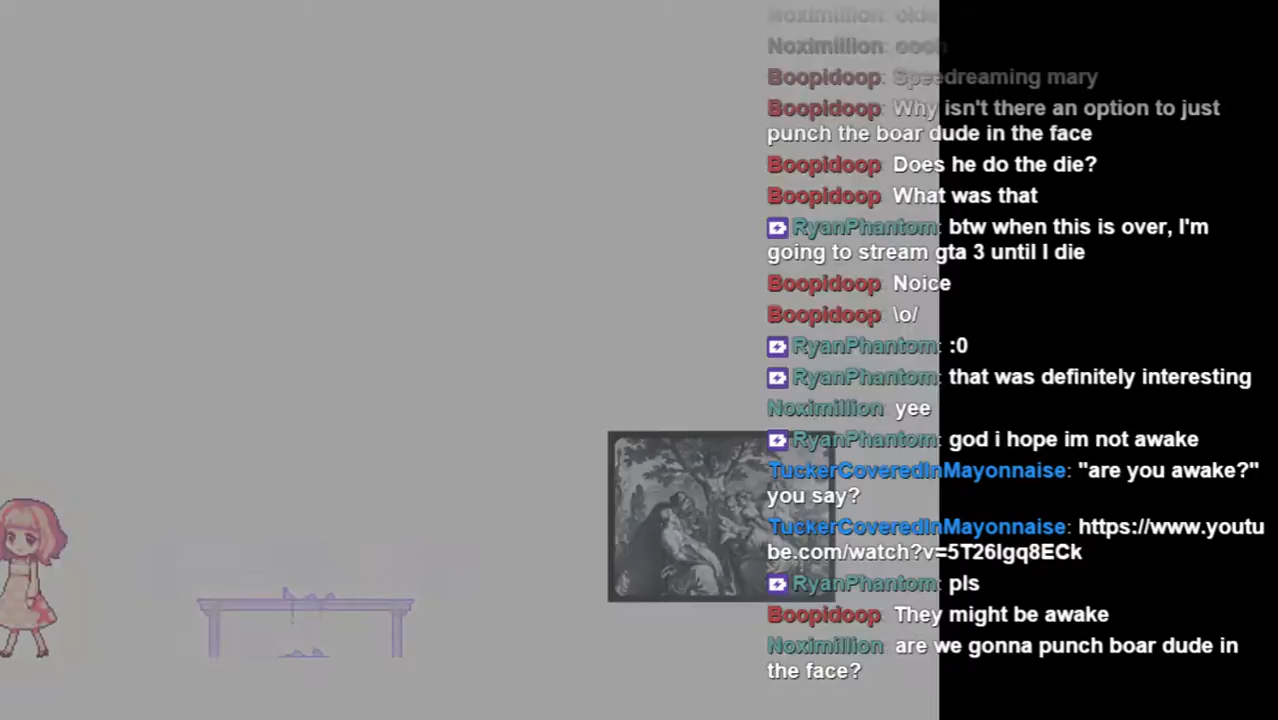 Noximillion: olde
Noximillion: oooh
Boopidoop: Speedreaming mary
Boopidoop: Why isn't there an option to just
punch the boar dude in the face
Boopidoop: Does he do the die?
Boopidoop: What was that
RyanPhantom: btw when this is over, I'm
going to stream gta 3 until I die
Boopidoop: Noice
Boopidoop: \o/
RyanPhantom: :0
RyanPhantom: that was definitely interesting
Noximillion: yee
RyanPhantom: god i hope im not awake
TuckerCoveredInMayonnaise: "are you awake?"
you say?
TuckerCoveredInMayonnaise: https://www.youtu
be.com/watch?v=5T26lgq8ECk
RyanPhantom: pls
Boopidoop: They might be awake
Noximillion: are we gonna punch boar dude in
the face?